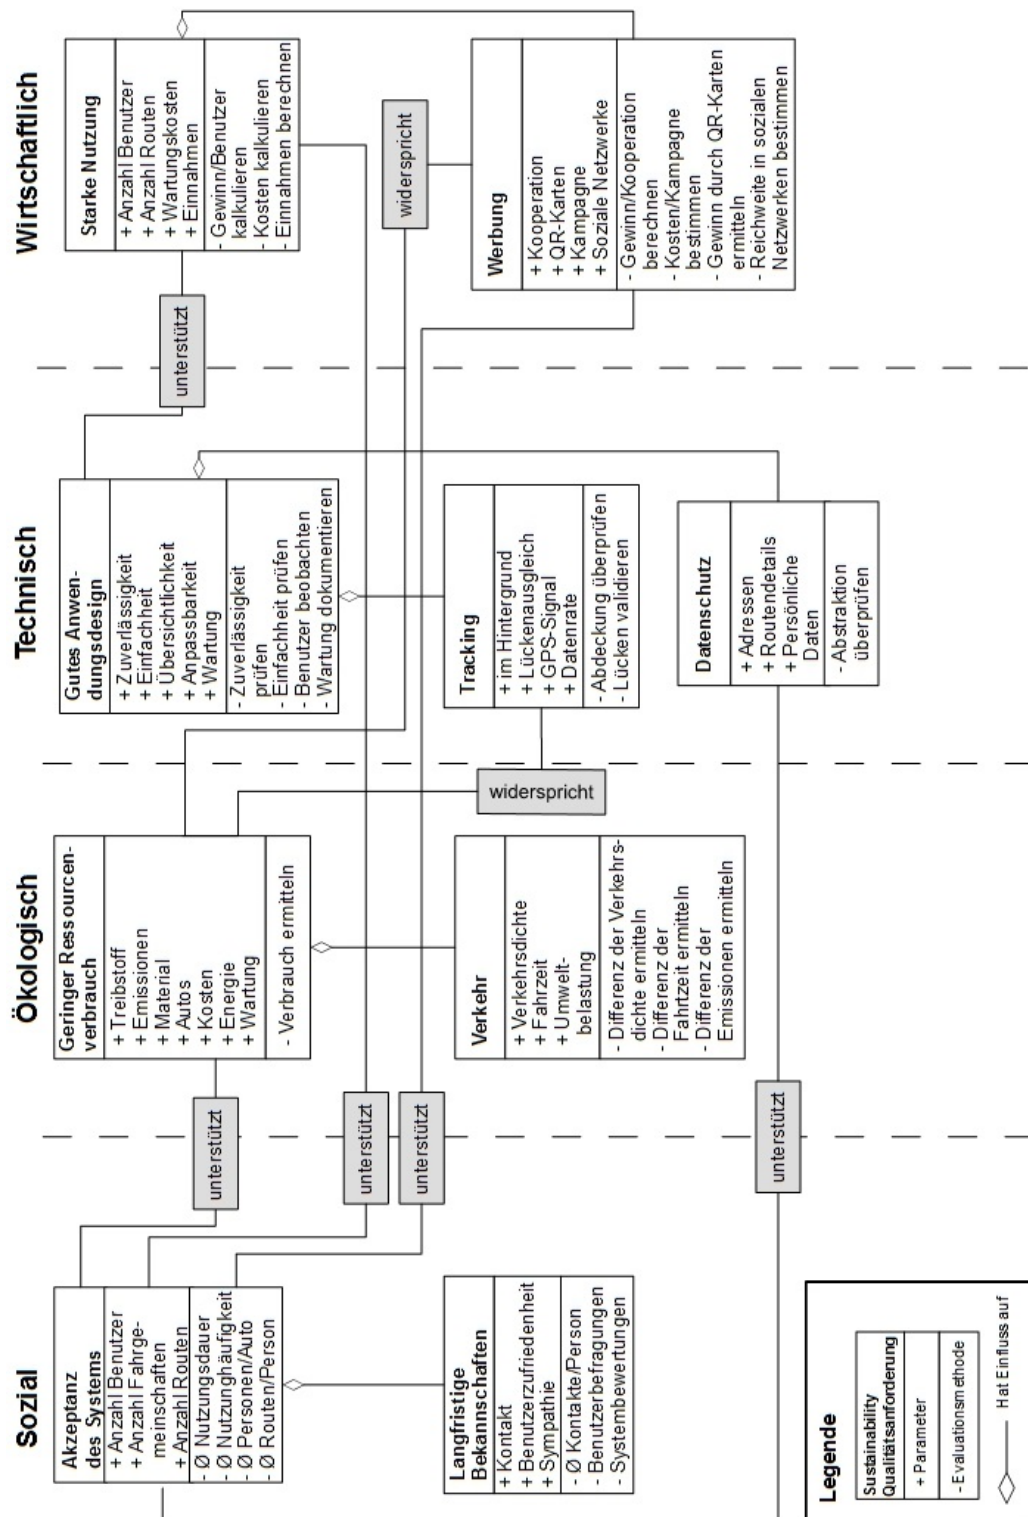 Sozial
Ökologisch
Technisch
Wirtschaftlich
Akzeptanz
des Systems
+ Anzahl Benutzer
+ Anzahl Fahrge-
meinschaften
+ Anzahl Routen
- Ø Nutzungsdauer
- Ø Nutzunghäufigkeit
- Ø Personen/Auto
- Ø Routen/Person
Langfristige
Bekannschaften
+ Kontakt
+ Benutzerzufriedenheit
+ Sympathie
- Ø Kontakte/Person
- Benutzerbefragungen
- Systembewertungen
unterstützt
unterstützt
unterstützt
unterstützt
Geringer Ressourcen-
verbrauch
+ Treibstoff
+ Emissionen
+ Material
+ Autos
+ Kosten
+ Energie
+ Wartung
- Verbrauch ermitteln
Verkehr
+ Verkehrsdichte
+ Fahrzeit
+ Umwelt-
belastung
- Differenz der Verkehrs-
dichte ermitteln
- Differenz der
Fahrtzeit ermitteln
- Differenz der
Emissionen ermitteln
widerspricht
Gutes Anwen-
dungsdesign
+ Zuverlässigkeit
+ Einfachheit
+ Übersichtlichkeit
+ Anpassbarkeit
+ Wartung
- Zuverlässigkeit
prüfen
- Einfachheit prüfen
- Benutzer beobachten
- Wartung dokumentieren
Tracking
+ im Hintergrund
+ Lückenausgleich
+ GPS-Signal
+ Datenrate
- Abdeckung überprüfen
- Lücken validieren
Datenschutz
+ Adressen
+ Routendetails
+ Persönliche
Daten
- Abstraktion
überprüfen
unterstützt
Starke Nutzung
+ Anzahl Benutzer
+ Anzahl Routen
+ Wartungskosten
+ Einnahmen
- Gewinn/Benutzer
kalkulieren
- Kosten kalkulieren
- Einnahmen berechnen
widerspricht
Werbung
+ Kooperation
+ QR-Karten
+ Kampagne
+ Soziale Netzwerke
- Gewinn/Kooperation
berechnen
- Kosten/Kampagne
bestimmen
- Gewinn durch QR-Karten
ermitteln
- Reichweite in sozialen
Netzwerken bestimmen
Legende
Sustainability
Qualitätsanforderung
+ Parameter
- Evaluationsmethode
Hat Einfluss auf